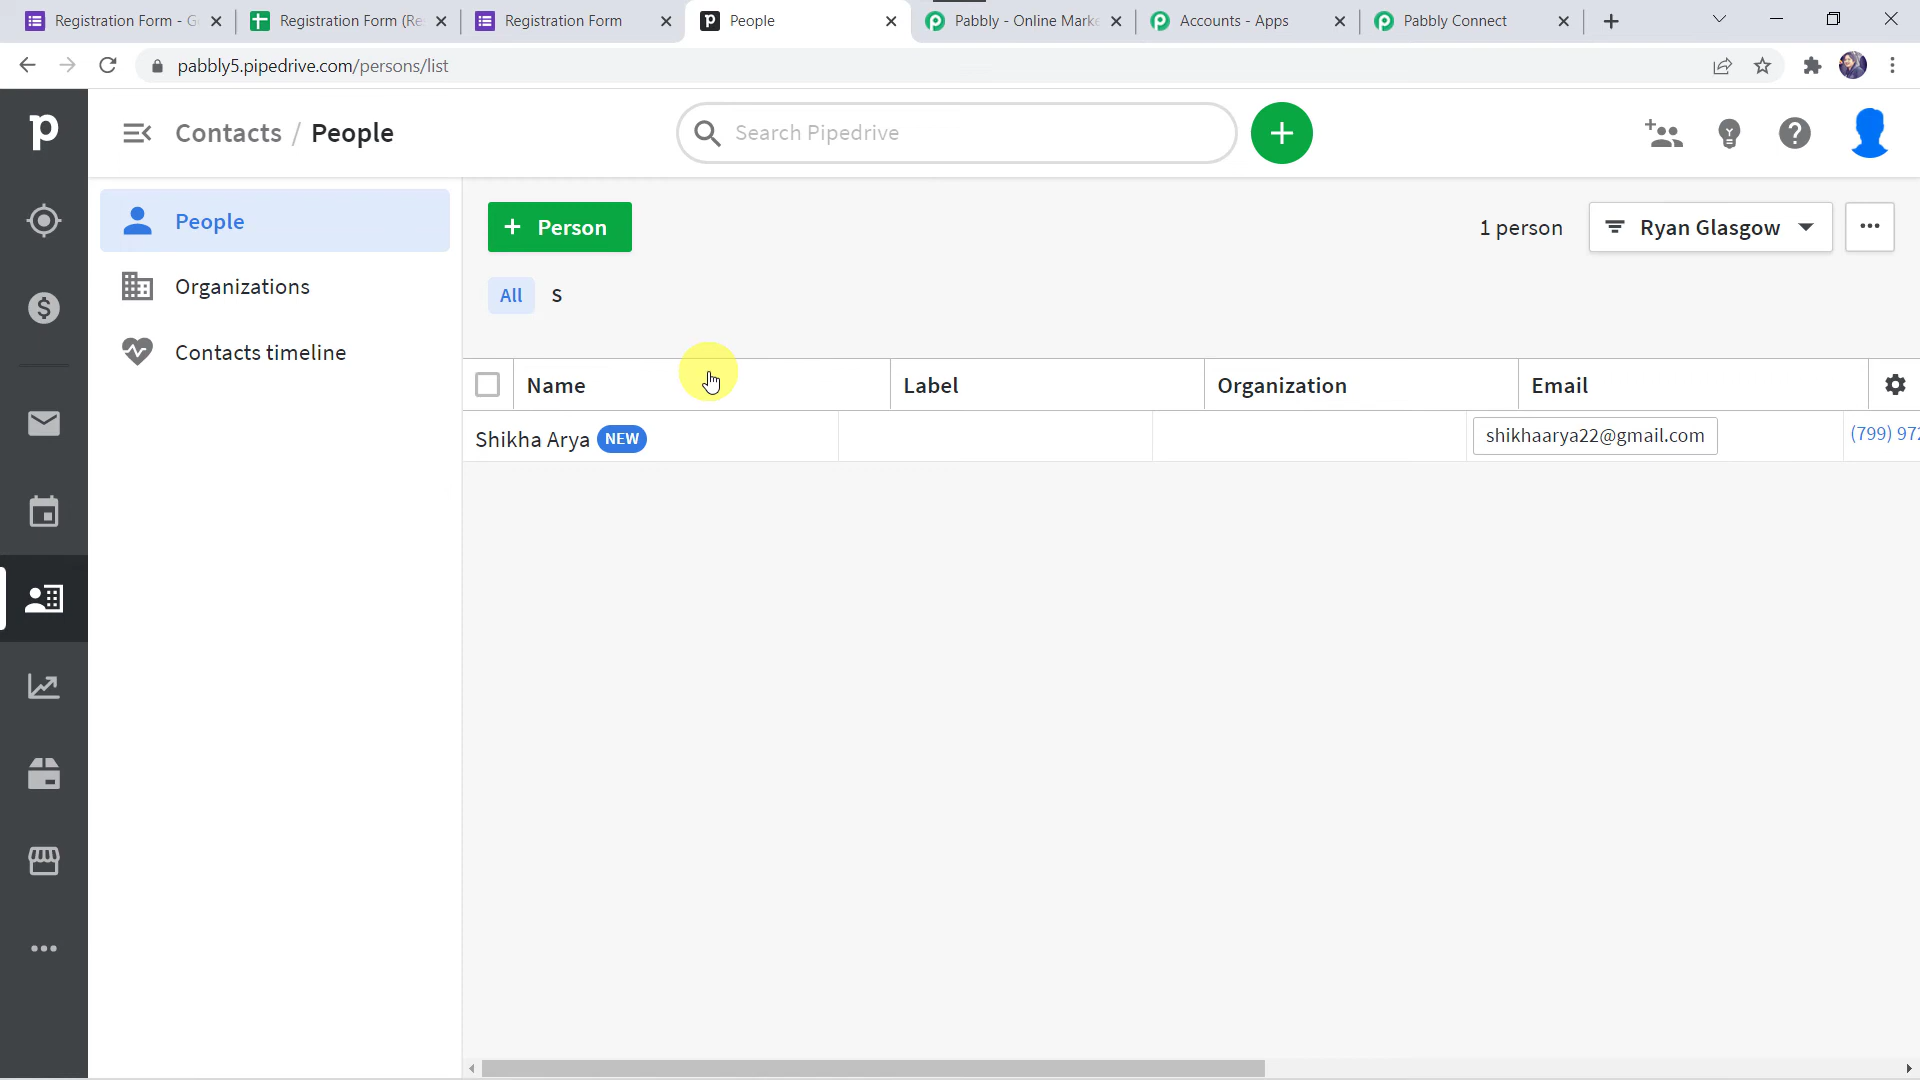 Registration Form - G
Registration Form (Re
Registration Form
People
Pabbly - Online Marke
Accounts - Apps
Pabbly Connect
pabbly5.pipedrive.com/persons/list
Contacts / People
Search Pipedrive
People
Organizations
Contacts timeline
+ Person
1 person
Ryan Glasgow
All S
Name Label Organization Email
Shikha Arya NEW shikhaarya22@gmail.com (799) 972